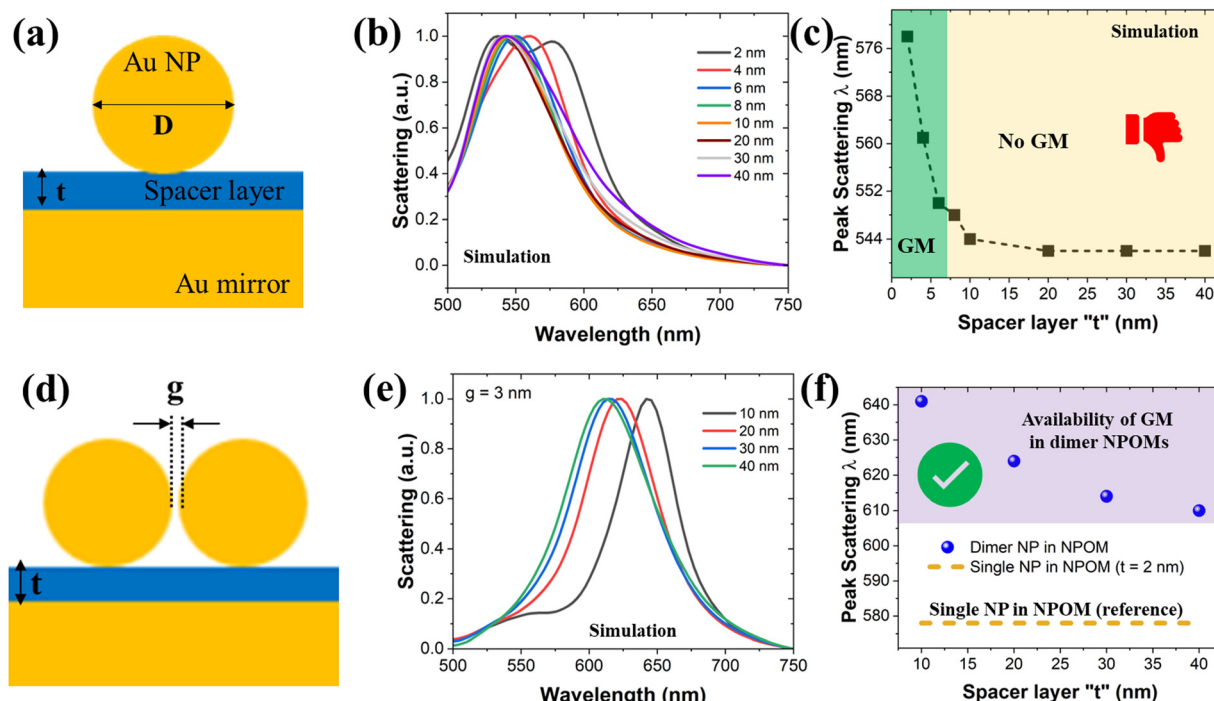 (a)
Au NP
D
t
Spacer layer
Au mirror
(b)
Scattering (a.u.)
1.0
0.8
0.6
0.4
0.2
0.0
2 nm
4 nm
6 nm
8 nm
10 nm
20 nm
30 nm
40 nm
Simulation
500 550 600 650 700 750
Wavelength (nm)
(c)
Peak Scattering λ (nm)
576
568
560
552
544
Simulation
No GM
GM
0 5 10 15 20 25 30 35 40
Spacer layer "t" (nm)
(d)
g
t
(e)
Scattering (a.u.)
1.0
0.8
0.6
0.4
0.2
0.0
g = 3 nm
10 nm
20 nm
30 nm
40 nm
Simulation
500 550 600 650 700 750
Wavelength (nm)
(f)
Peak Scattering λ (nm)
640
630
620
610
600
590
580
Availability of GM
in dimer NPOMs
Dimer NP in NPOM
Single NP in NPOM (t = 2 nm)
Single NP in NPOM (reference)
10 15 20 25 30 35 40
Spacer layer "t" (nm)